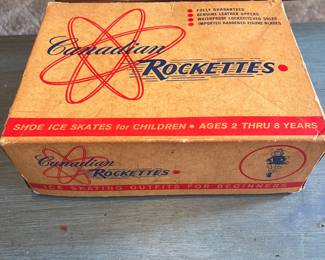 FULLY GUARANTEED
GENUINE LEATHER UPPERS
WATERPROOF LOCKSTITCHED SOLES
IMPORTED HARDENED FIGURE BLADES
Canadian
ROCKETTES
SHOE ICE SKATES for CHILDREN • AGES 2 THRU 8 YEARS
Canadian
ROCKETTES
ICE SKATING OUTFITS FOR BEGINNERS